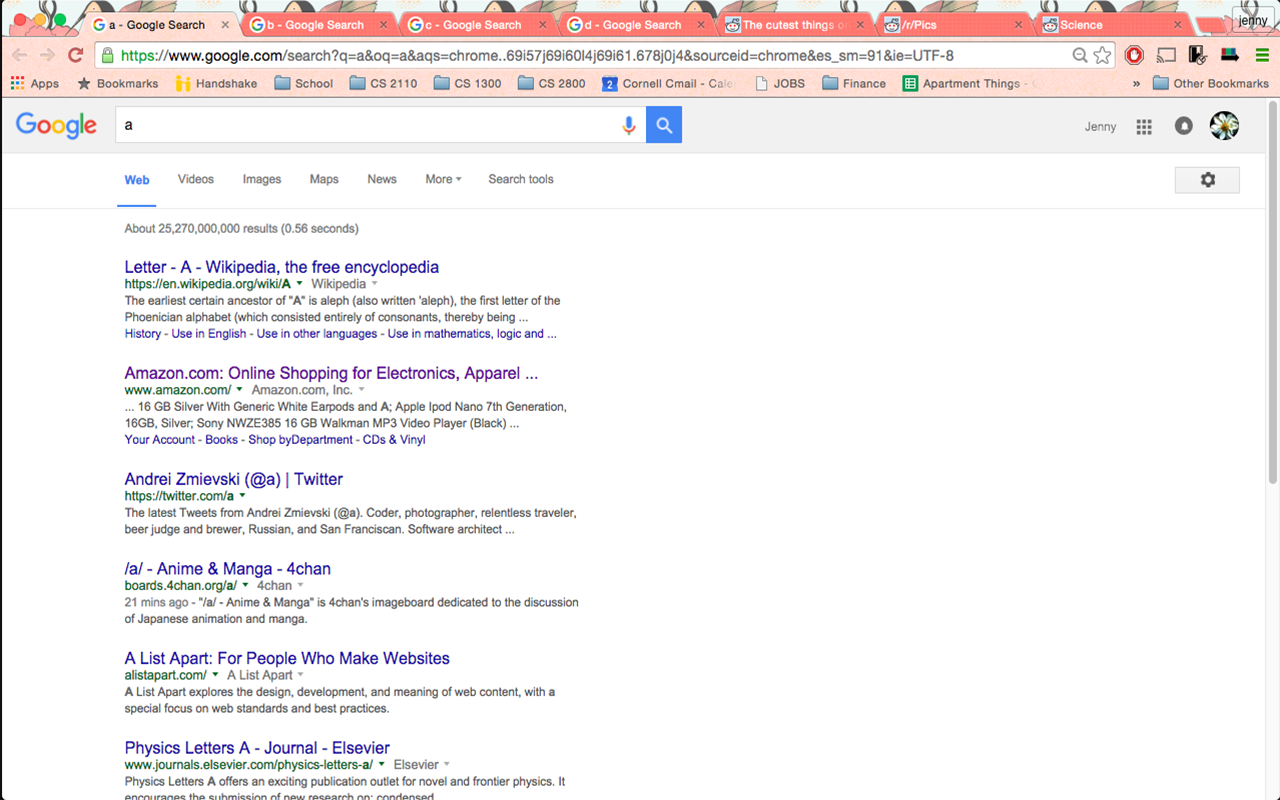 a - Google Search
b - Google Search
c - Google Search
d - Google Search
The cutest things o
/r/Pics
Science
jenny
https://www.google.com/search?q=a&oq=a&aqs=chrome..69i57j69i60l4j69i61.678j0j4&sourceid=chrome&es_sm=91&ie=UTF-8
Apps
Bookmarks
Handshake
School
CS 2110
CS 1300
CS 2800
2
Cornell Cmail - Cale
JOBS
Finance
Apartment Things -
»
Other Bookmarks
Google
a
Jenny
Web
Videos
Images
Maps
News
More
Search tools
About 25,270,000,000 results (0.56 seconds)
Letter - A - Wikipedia, the free encyclopedia
https://en.wikipedia.org/wiki/A Wikipedia
The earliest certain ancestor of "A" is aleph (also written 'aleph), the first letter of the
Phoenician alphabet (which consisted entirely of consonants, thereby being ...
History - Use in English - Use in other languages - Use in mathematics, logic and ...
Amazon.com: Online Shopping for Electronics, Apparel ...
www.amazon.com/ Amazon.com, Inc.
... 16 GB Silver With Generic White Earpods and A; Apple Ipod Nano 7th Generation,
16GB, Silver; Sony NWZE385 16 GB Walkman MP3 Video Player (Black) ...
Your Account - Books - Shop byDepartment - CDs & Vinyl
Andrei Zmievski (@a) | Twitter
https://twitter.com/a
The latest Tweets from Andrei Zmievski (@a). Coder, photographer, relentless traveler,
beer judge and brewer, Russian, and San Franciscan. Software architect ...
/a/ - Anime & Manga - 4chan
boards.4chan.org/a/ 4chan
21 mins ago - "/a/ - Anime & Manga" is 4chan's imageboard dedicated to the discussion
of Japanese animation and manga.
A List Apart: For People Who Make Websites
alistapart.com/ A List Apart
A List Apart explores the design, development, and meaning of web content, with a
special focus on web standards and best practices.
Physics Letters A - Journal - Elsevier
www.journals.elsevier.com/physics-letters-a/ Elsevier
Physics Letters A offers an exciting publication outlet for novel and frontier physics. It
encourages the submission of new research on: condensed